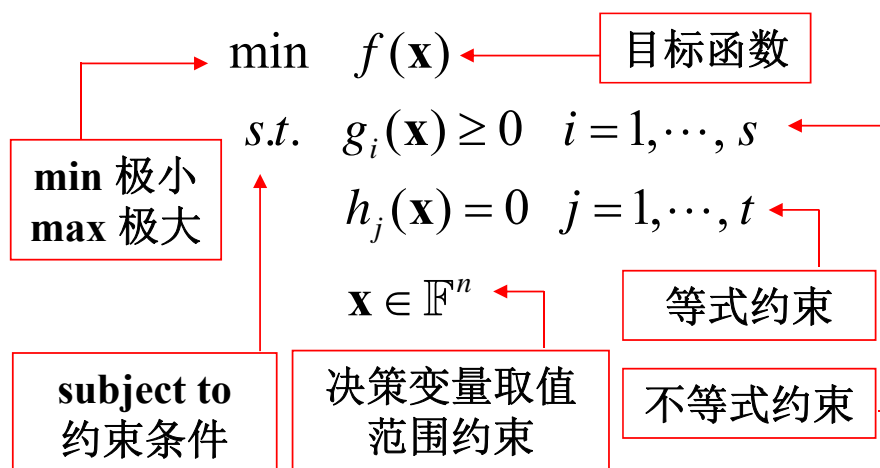 min f(x) 目标函数
s.t. g_i(x) ≥ 0 i = 1,⋯, s
min 极小
max 极大
h_j(x) = 0 j = 1,⋯, t
x ∈ 𝔽^n
等式约束
subject to
约束条件
决策变量取值
范围约束
不等式约束